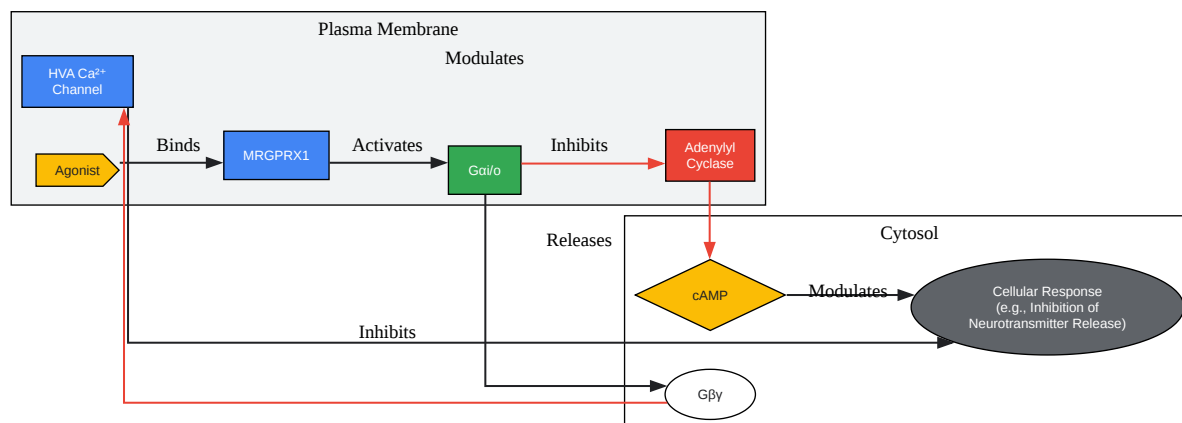 Plasma Membrane
Modulates
HVA Ca²⁺
Channel
Binds
Activates
Inhibits
Agonist
MRGPRX1
Gαi/o
Adenylyl
Cyclase
Releases
Cytosol
cAMP
Modulates
Cellular Response
(e.g., Inhibition of
Neurotransmitter Release)
Inhibits
Gβγ